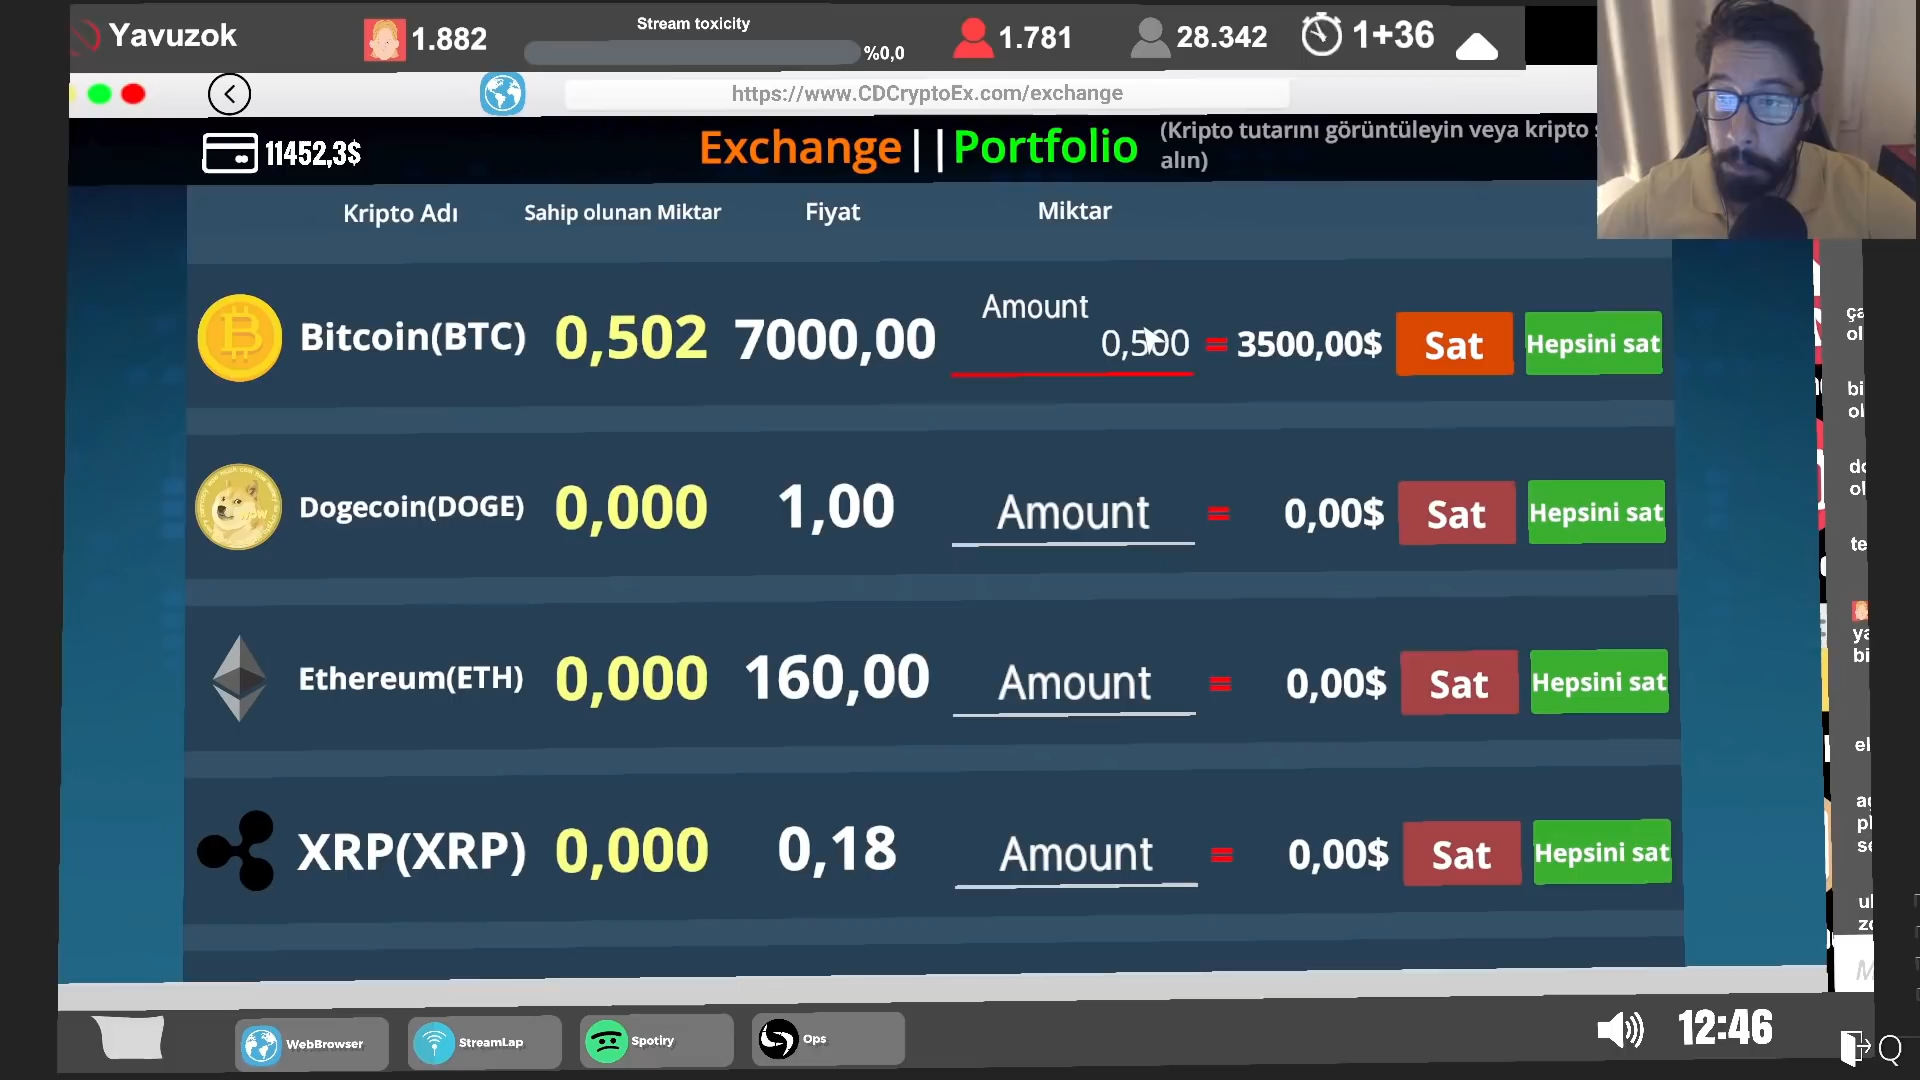 Yavuzok
1.882
Stream toxicity
%0,0
1.781
28.342
1+36
https://www.CDCryptoEx.com/exchange
11452,3$
Exchange||Portfolio
(Kripto tutarını görüntüleyin veya kripto
alın)
Kripto Adı Sahip olunan Miktar Fiyat Miktar
Bitcoin(BTC) 0,502 7000,00 Amount 0,500 = 3500,00$ Sat Hepsini sat
Dogecoin(DOGE) 0,000 1,00 Amount = 0,00$ Sat Hepsini sat
Ethereum(ETH) 0,000 160,00 Amount = 0,00$ Sat Hepsini sat
XRP(XRP) 0,000 0,18 Amount = 0,00$ Sat Hepsini sat
WebBrowser
StreamLap
Spotiry
Ops
12:46
Q